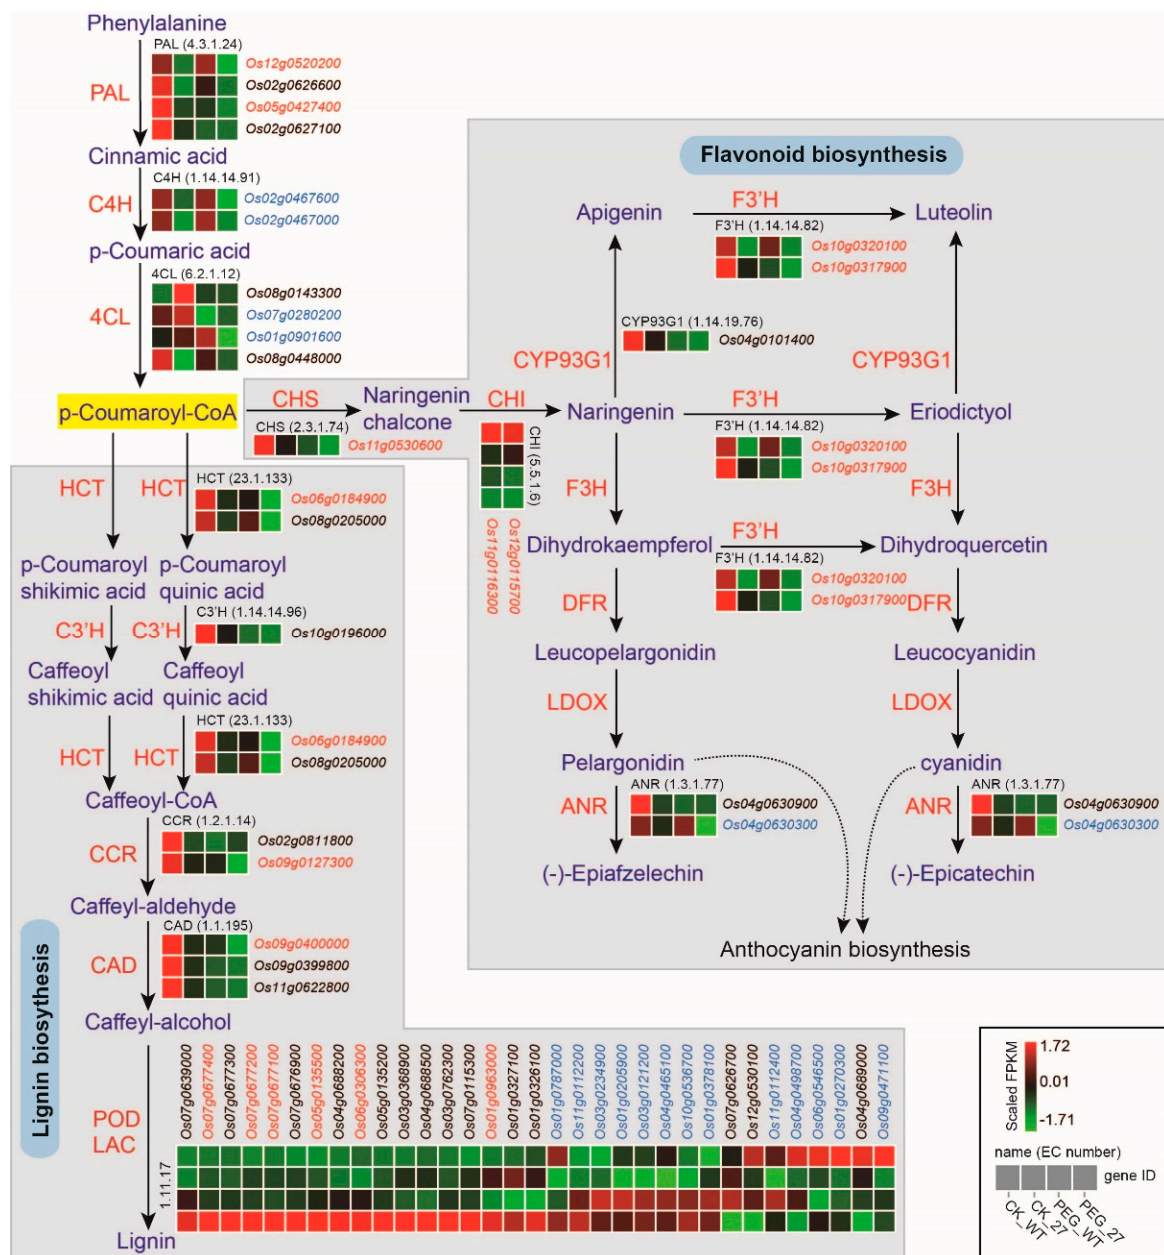 Phenylalanine
PAL (4.3.1.24)
PAL
Os12g0520200
Os02g0626600
Os05g0427400
Os02g0627100
Cinnamic acid
C4H (1.14.14.91)
C4H
Os02g0467600
Os02g0467000
p-Coumaric acid
4CL (6.2.1.12)
4CL
Os08g0143300
Os07g0280200
Os01g0901600
Os08g0448000
p-Coumaroyl-CoA
CHS
CHS (2.3.1.74)
Os11g0530600
Naringenin
chalcone
CHI
CHI (5.5.1.6)
Os11g0116300
Os12g0115700
Flavonoid biosynthesis
Apigenin
F3'H
F3'H (1.14.14.82)
Os10g0320100
Os10g0317900
Luteolin
CYP93G1 (1.14.19.76)
Os04g0101400
CYP93G1
CYP93G1
Naringenin
F3'H
F3'H (1.14.14.82)
Os10g0320100
Os10g0317900
Eriodictyol
F3H
F3H
Dihydrokaempferol
F3'H
F3'H (1.14.14.82)
Os10g0320100
Os10g0317900
Dihydroquercetin
DFR
DFR
Leucopelargonidin
Leucocyanidin
LDOX
LDOX
Pelargonidin
cyanidin
ANR (1.3.1.77)
ANR
Os04g0630900
Os04g0630300
ANR (1.3.1.77)
ANR
Os04g0630900
Os04g0630300
(-)-Epiafzelechin
(-)-Epicatechin
Anthocyanin biosynthesis
HCT
HCT
HCT (23.1.133)
Os06g0184900
Os08g0205000
p-Coumaroyl
shikimic acid
p-Coumaroyl
quinic acid
C3'H
C3'H
C3'H (1.14.14.96)
Os10g0196000
Caffeoyl
shikimic acid
Caffeoyl
quinic acid
HCT
HCT
HCT (23.1.133)
Os06g0184900
Os08g0205000
Caffeoyl-CoA
CCR (1.2.1.14)
CCR
Os02g0811800
Os09g0127300
Caffeyl-aldehyde
CAD (1.1.195)
CAD
Os09g0400000
Os09g0399800
Os11g0622800
Caffeyl-alcohol
Lignin biosythesis
POD
LAC
1.11.17
Os07g0639000
Os07g0677400
Os07g0677300
Os07g0677200
Os07g0677100
Os07g0676900
Os05g0135500
Os04g0688200
Os06g0306300
Os05g0135200
Os03g0368900
Os04g0688500
Os03g0762300
Os07g0115300
Os01g0963000
Os01g0327100
Os01g0326100
Os01g0787000
Os11g0112200
Os03g0234900
Os01g0205900
Os03g0121200
Os04g0465100
Os10g0536700
Os01g0378100
Os07g0626700
Os12g0530100
Os11g0112400
Os04g0498700
Os06g0546500
Os01g0270300
Os04g0689000
Os09g0471100
Lignin
Scaled FPKM
1.72
0.01
-1.71
name (EC number)
gene ID
CK_WT
CK_27
PEG_WT
PEG_27